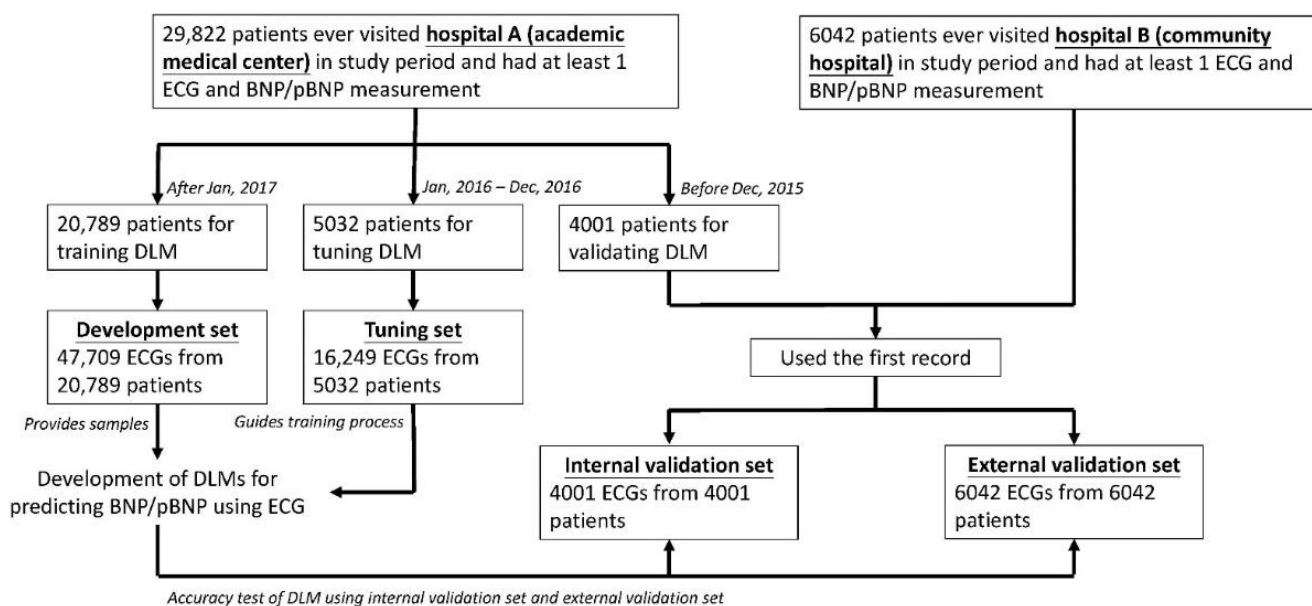 29,822 patients ever visited hospital A (academic
medical center) in study period and had at least 1
ECG and BNP/pBNP measurement
6042 patients ever visited hospital B (community
hospital) in study period and had at least 1 ECG and
BNP/pBNP measurement
After Jan, 2017
Jan, 2016 – Dec, 2016
Before Dec, 2015
20,789 patients for
training DLM
5032 patients for
tuning DLM
4001 patients for
validating DLM
Development set
47,709 ECGs from
20,789 patients
Tuning set
16,249 ECGs from
5032 patients
Used the first record
Provides samples
Guides training process
Development of DLMs for
predicting BNP/pBNP using ECG
Internal validation set
4001 ECGs from 4001
patients
External validation set
6042 ECGs from 6042
patients
Accuracy test of DLM using internal validation set and external validation set